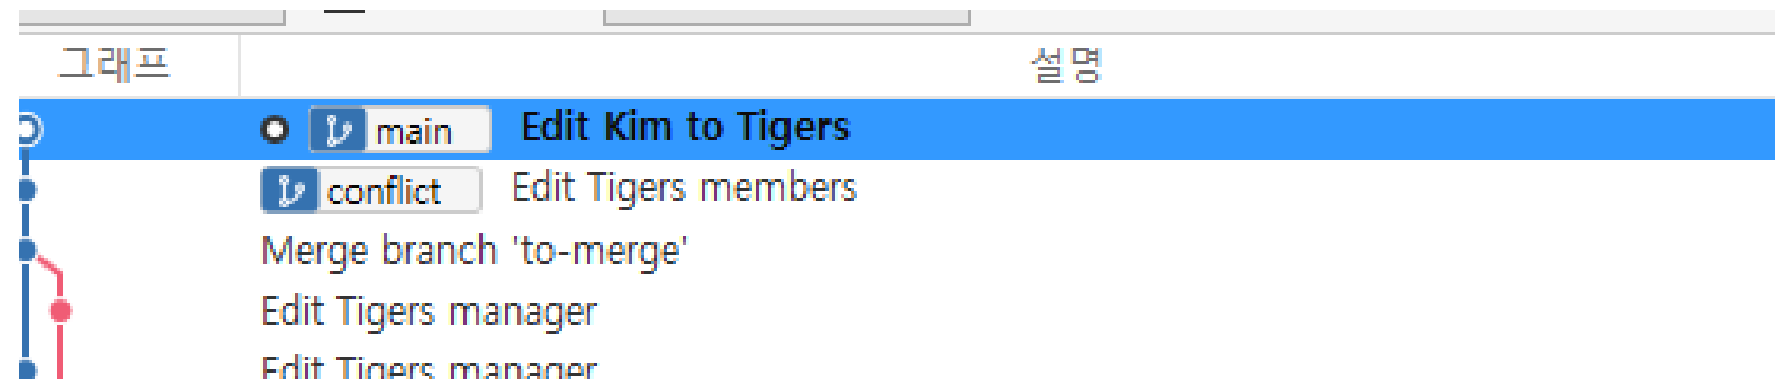 그래프 설명
main Edit Kim to Tigers
conflict Edit Tigers members
Merge branch 'to-merge'
Edit Tigers manager
Edit Tigers manager